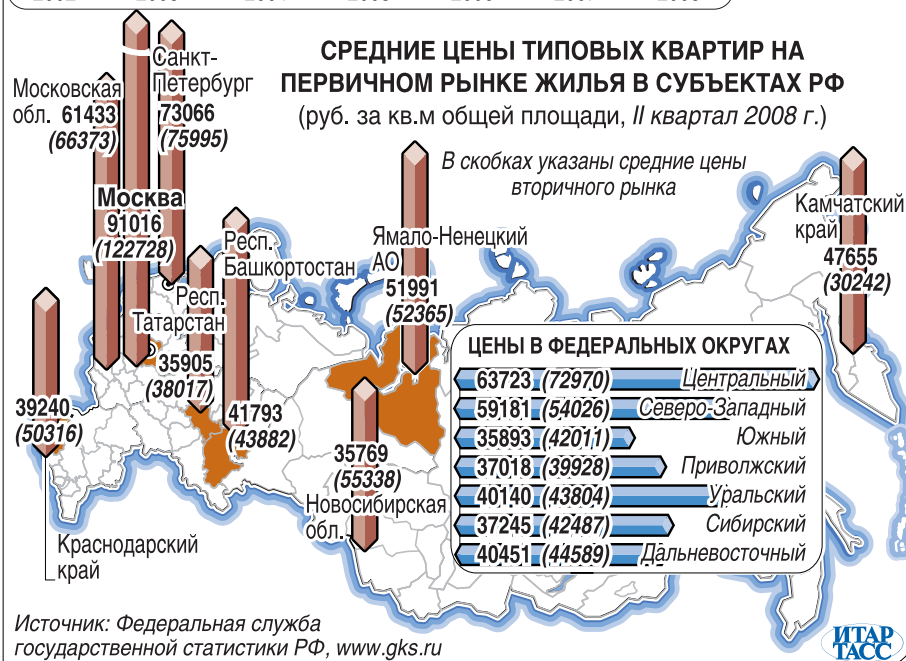 СРЕДНИЕ ЦЕНЫ ТИПОВЫХ КВАРТИР НА
ПЕРВИЧНОМ РЫНКЕ ЖИЛЬЯ В СУБЪЕКТАХ РФ
(руб. за кв.м общей площади, II квартал 2008 г.)
В скобках указаны средние цены
вторичного рынка
Московская
обл. 61433
(66373)
Санкт-
Петербург
73066
(75995)
Москва
91016
(122728)
Респ.
Татарстан
35905
(38017)
Респ.
Башкортостан
41793
(43882)
Ямало-Ненецкий
АО
51991
(52365)
Камчатский
край
47655
(30242)
39240
(50316)
Краснодарский
край
35769
(55338)
Новосибирская
обл.
ЦЕНЫ В ФЕДЕРАЛЬНЫХ ОКРУГАХ
63723 (72970) Центральный
59181 (54026) Северо-Западный
35893 (42011) Южный
37018 (39928) Приволжский
40140 (43804) Уральский
37245 (42487) Сибирский
40451 (44589) Дальневосточный
Источник: Федеральная служба
государственной статистики РФ, www.gks.ru
ИТАР
ТАСС